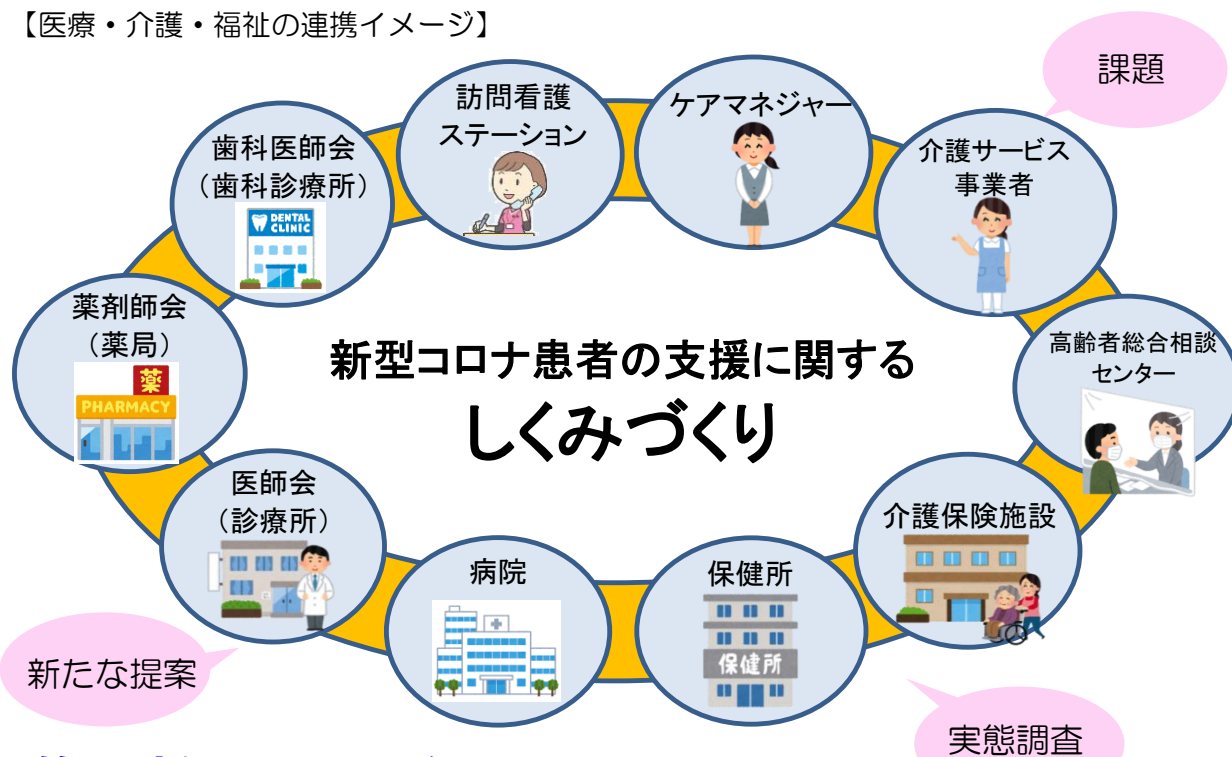 【医療・介護・福祉の連携イメージ】
課題
訪問看護
ステーション
ケアマネジャー
歯科医師会
（歯科診療所）
DENTAL
CLINIC
介護サービス
事業者
薬剤師会
（薬局）
薬
PHARMACY
高齢者総合相談
センター
新型コロナ患者の支援に関する
しくみづくり
医師会
（診療所）
病院
保健所
保健所
介護保険施設
新たな提案
実態調査